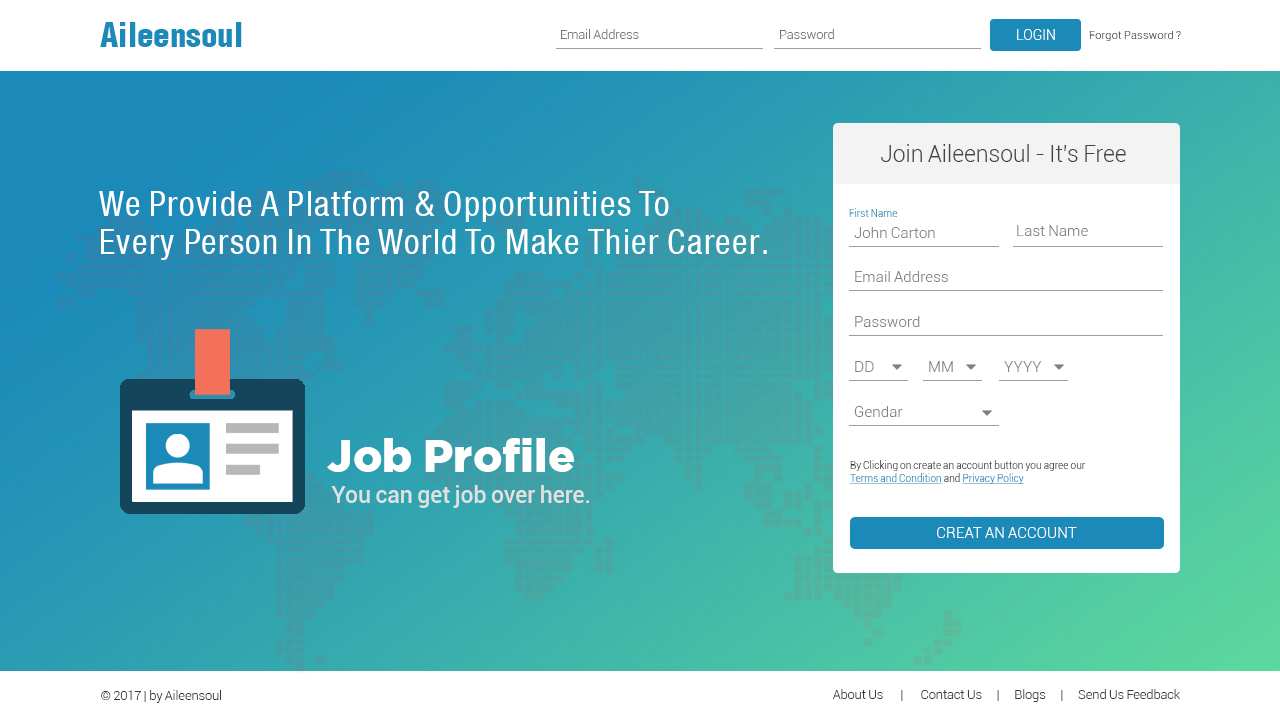 Aileensoul
Email Address
Password
LOGIN
Forgot Password ?
We Provide A Platform & Opportunities To
Every Person In The World To Make Thier Career.
Job Profile
You can get job over here.
Join Aileensoul - It's Free
First Name
John Carton
Last Name
Email Address
Password
DD
MM
YYYY
Gendar
By Clicking on create an account button you agree our
Terms and Condition and Privacy Policy
CREAT AN ACCOUNT
© 2017 | by Aileensoul
About Us | Contact Us | Blogs | Send Us Feedback